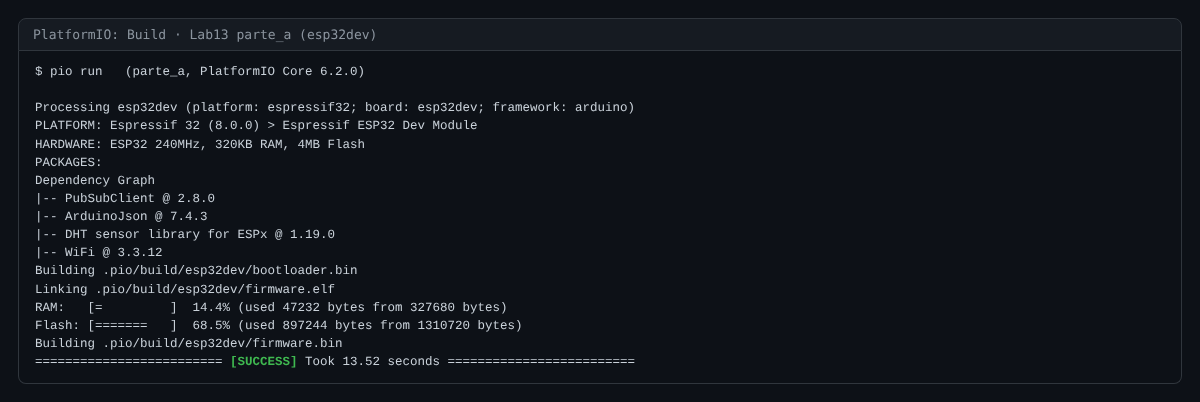 PlatformIO: Build · Lab13 parte_a (esp32dev)
$ pio run   (parte_a, PlatformIO Core 6.2.0)
Processing esp32dev (platform: espressif32; board: esp32dev; framework: arduino)
PLATFORM: Espressif 32 (8.0.0) > Espressif ESP32 Dev Module
HARDWARE: ESP32 240MHz, 320KB RAM, 4MB Flash
PACKAGES:
Dependency Graph
|-- PubSubClient @ 2.8.0
|-- ArduinoJson @ 7.4.3
|-- DHT sensor library for ESPx @ 1.19.0
|-- WiFi @ 3.3.12
Building .pio/build/esp32dev/bootloader.bin
Linking .pio/build/esp32dev/firmware.elf
RAM:   [=         ]  14.4% (used 47232 bytes from 327680 bytes)
Flash: [=======   ]  68.5% (used 897244 bytes from 1310720 bytes)
Building .pio/build/esp32dev/firmware.bin
========================= [SUCCESS] Took 13.52 seconds =========================